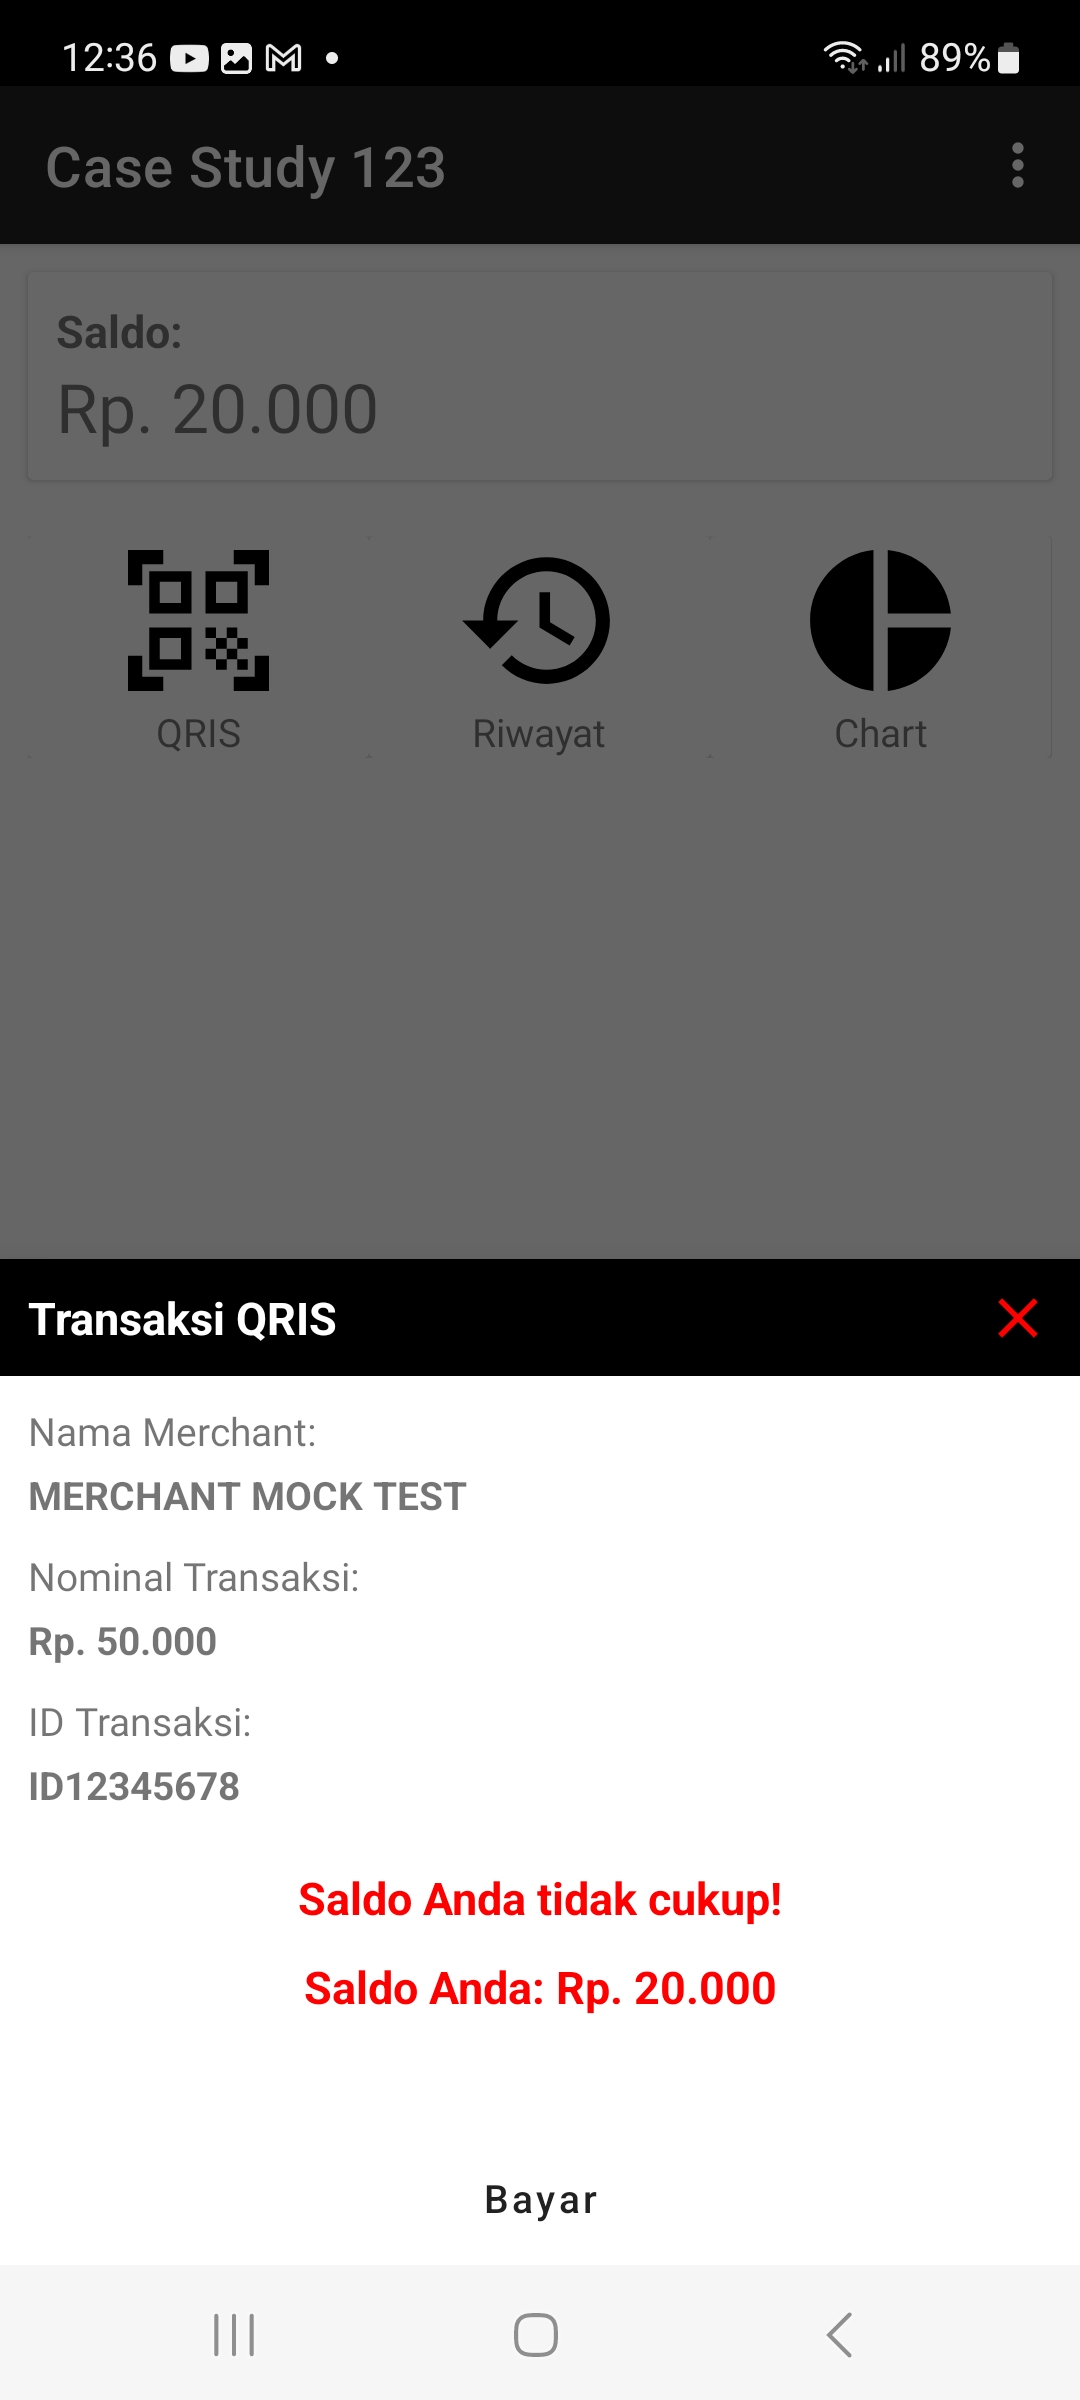 12:36
89%
Case Study 123
Saldo:
Rp. 20.000
QRIS Riwayat Chart
Transaksi QRIS
Nama Merchant:
MERCHANT MOCK TEST
Nominal Transaksi:
Rp. 50.000
ID Transaksi:
ID12345678
Saldo Anda tidak cukup!
Saldo Anda: Rp. 20.000
Bayar